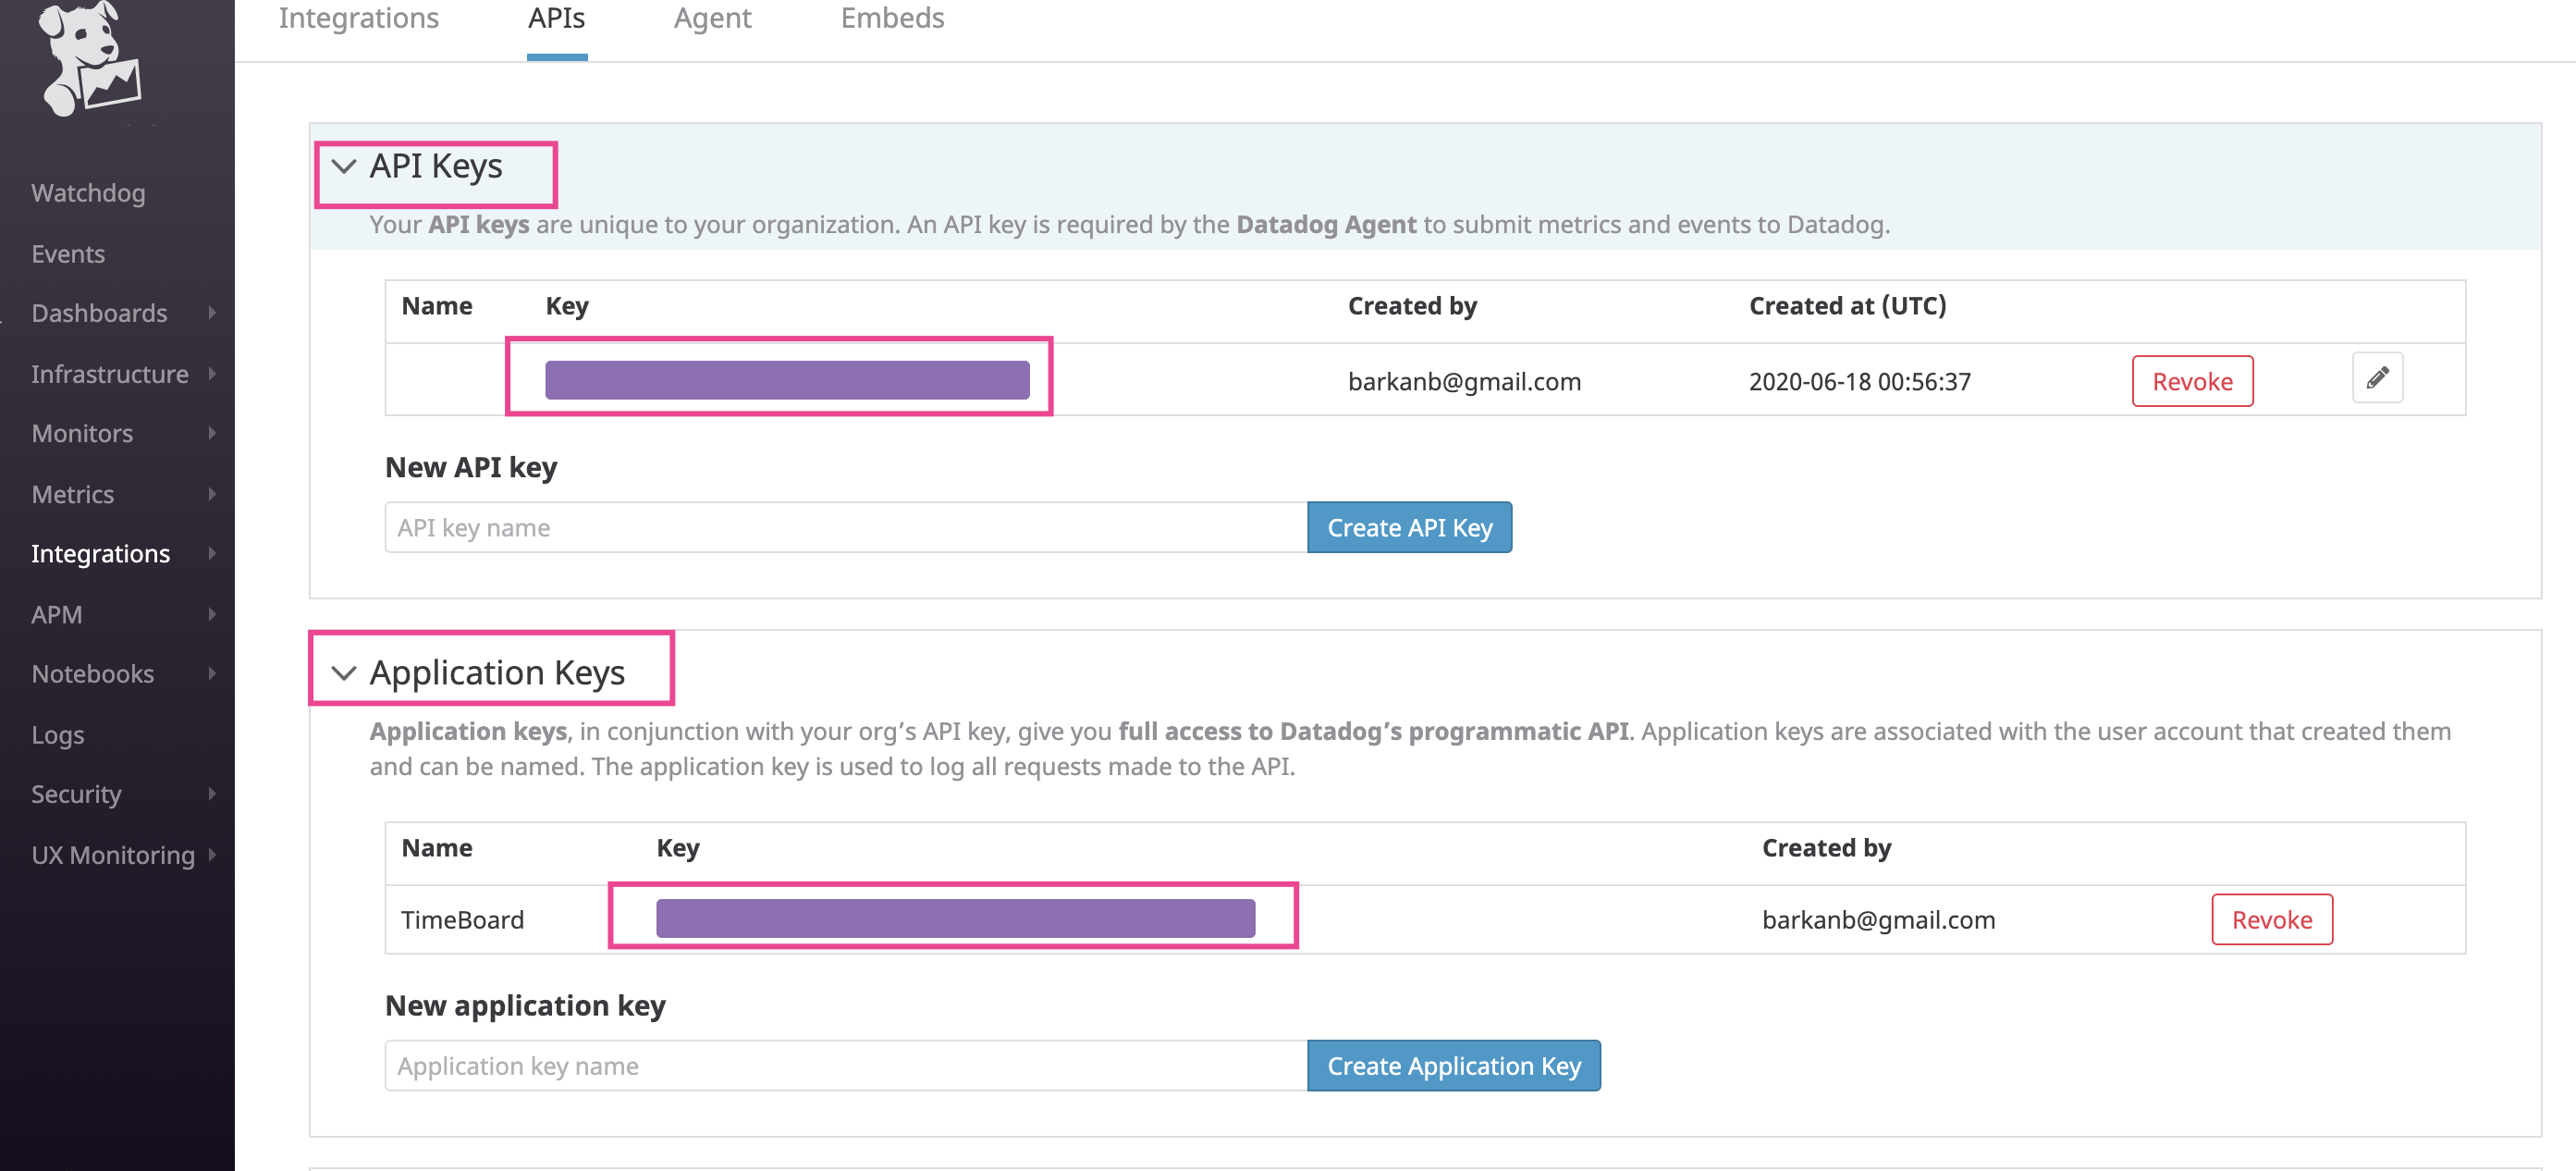 Integrations APIs Agent Embeds
Watchdog
Events
Dashboards
Infrastructure
Monitors
Metrics
Integrations
APM
Notebooks
Logs
Security
UX Monitoring
API Keys
Your API keys are unique to your organization. An API key is required by the Datadog Agent to submit metrics and events to Datadog.
Name Key Created by Created at (UTC)
barkanb@gmail.com 2020-06-18 00:56:37 Revoke
New API key
API key name Create API Key
Application Keys
Application keys, in conjunction with your org’s API key, give you full access to Datadog’s programmatic API. Application keys are associated with the user account that created them
and can be named. The application key is used to log all requests made to the API.
Name Key Created by
TimeBoard barkanb@gmail.com Revoke
New application key
Application key name Create Application Key